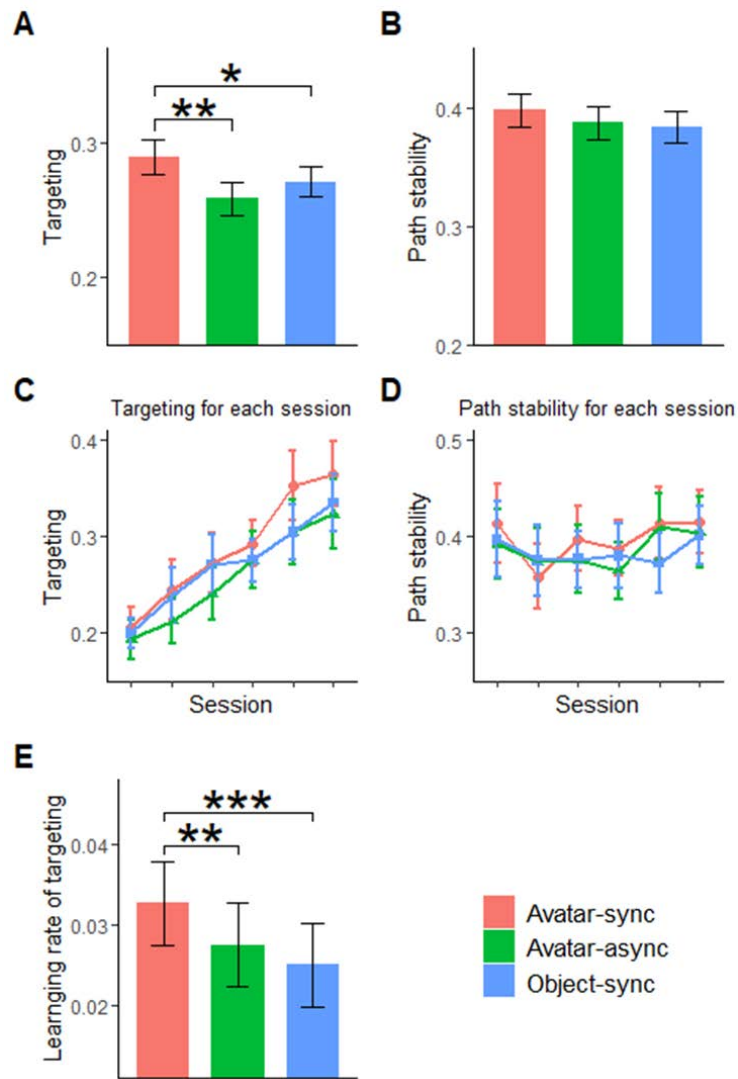 A
Targeting
0.3
0.2
*
**
B
Path stability
0.4
0.3
0.2
C
Targeting for each session
Targeting
0.4
0.3
0.2
Session
D
Path stability for each session
Path stability
0.5
0.4
0.3
Session
E
Learnging rate of targeting
0.04
0.03
0.02
***
**
Avatar-sync
Avatar-async
Object-sync